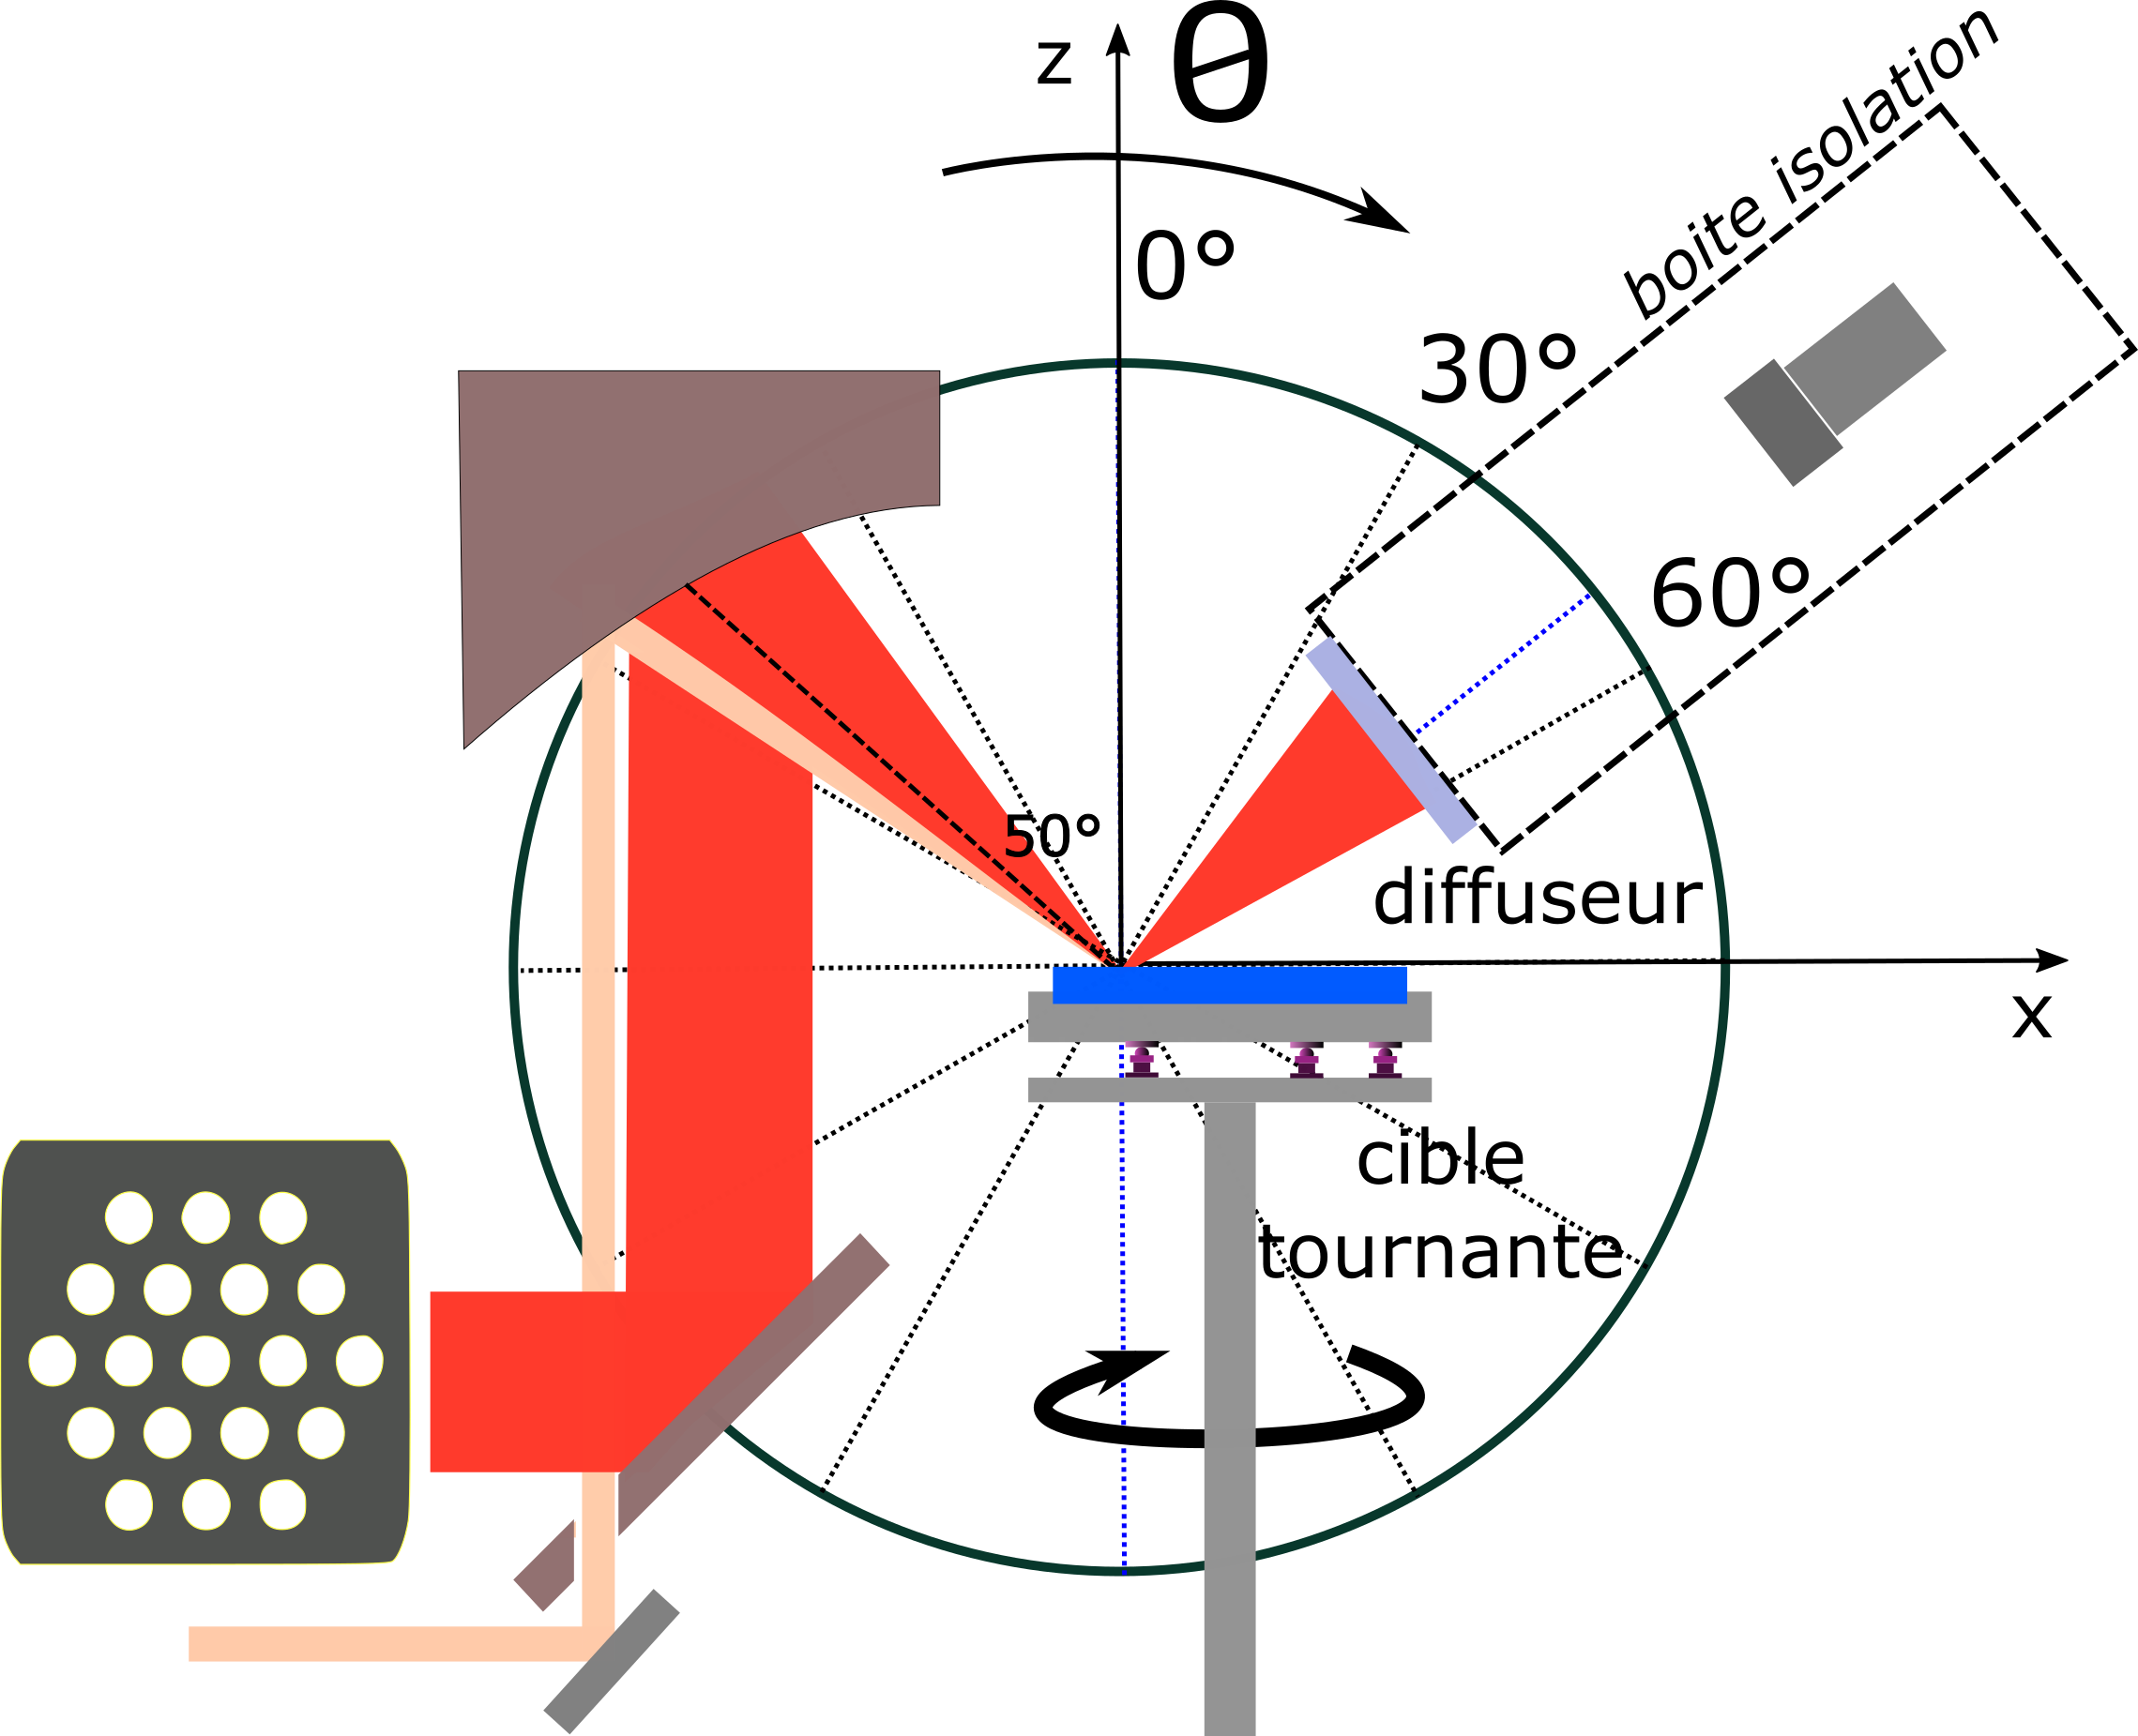 z
θ
boite isolation
0°
30°
60°
50°
diffuseur
x
cible
tournante